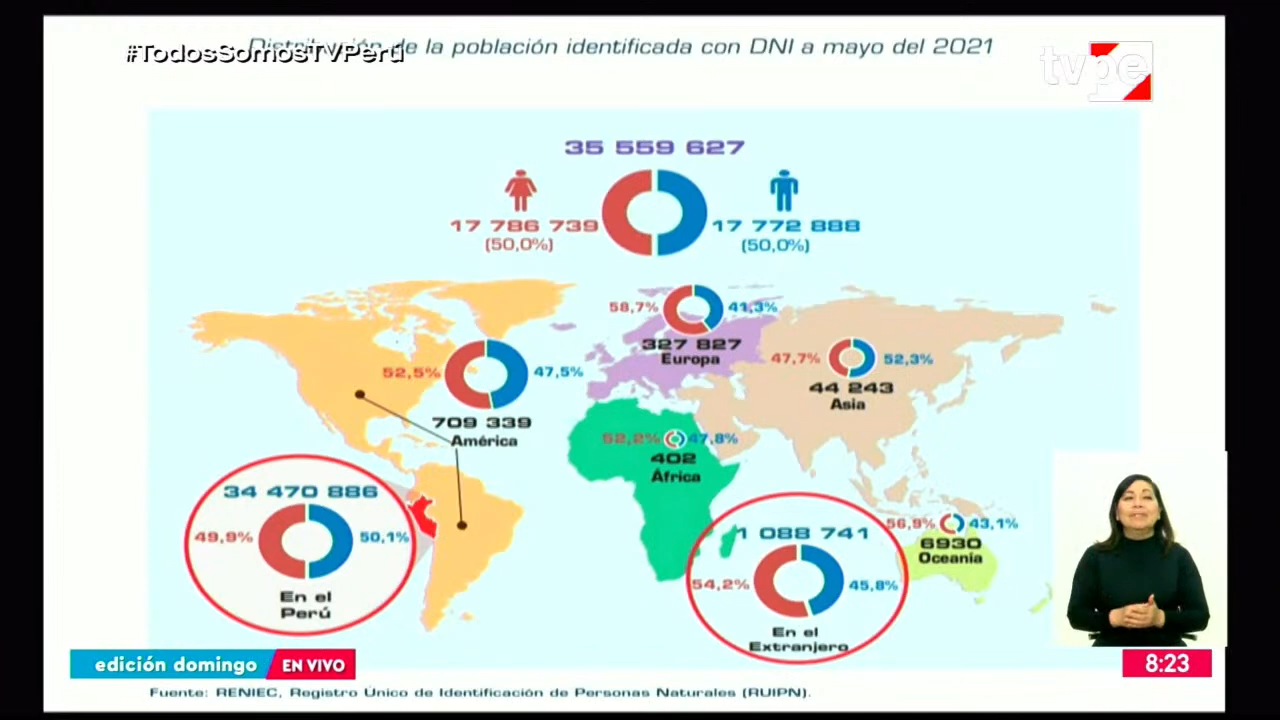 Distribución de la población identificada con DNI a mayo del 2021
#TodosSomosTVPerú
tvpe
35 559 627
17 786 739
(50,0%)
17 772 888
(50,0%)
58,7%
41,3%
327 827
Europa
52,5%
47,5%
709 339
América
47,7%
52,3%
44 243
Asia
52,2%
47,8%
402
África
34 470 886
49,9%
50,1%
En el
Perú
1 088 741
54,2%
45,8%
En el
Extranjero
56,9%
43,1%
6930
Oceanía
edición domingo
EN VIVO
8:23
Fuente: RENIEC, Registro Único de Identificación de Personas Naturales (RUIPN).